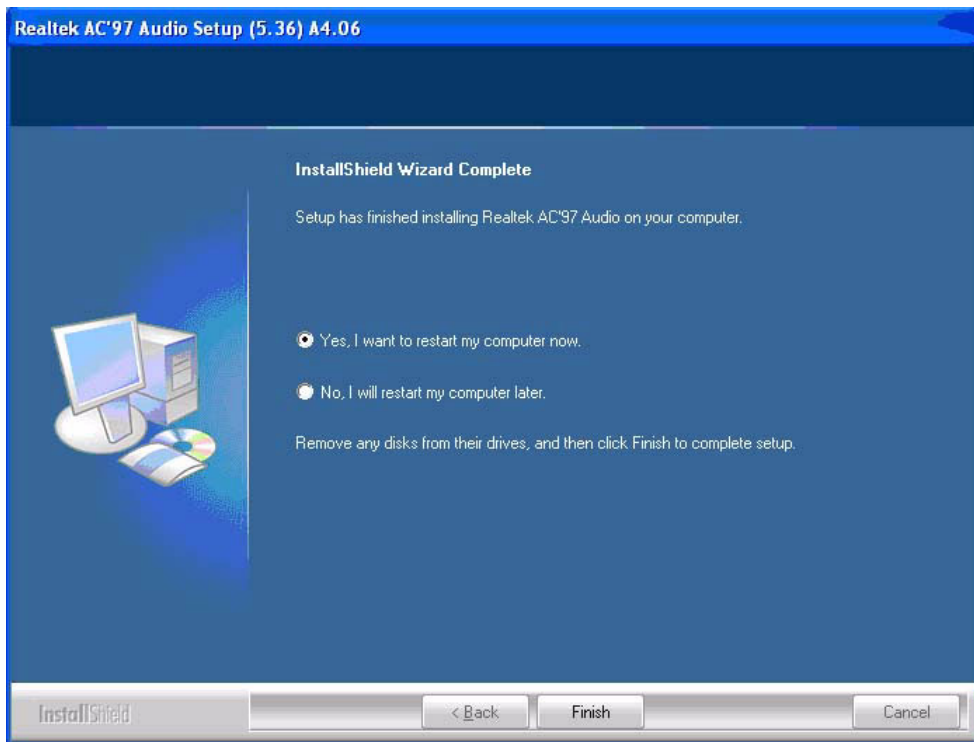 Realtek AC'97 Audio Setup (5.36) A4.06
InstallShield Wizard Complete
Setup has finished installing Realtek AC'97 Audio on your computer.
Yes, I want to restart my computer now.
No, I will restart my computer later.
Remove any disks from their drives, and then click Finish to complete setup.
InstallShield
< Back
Finish
Cancel